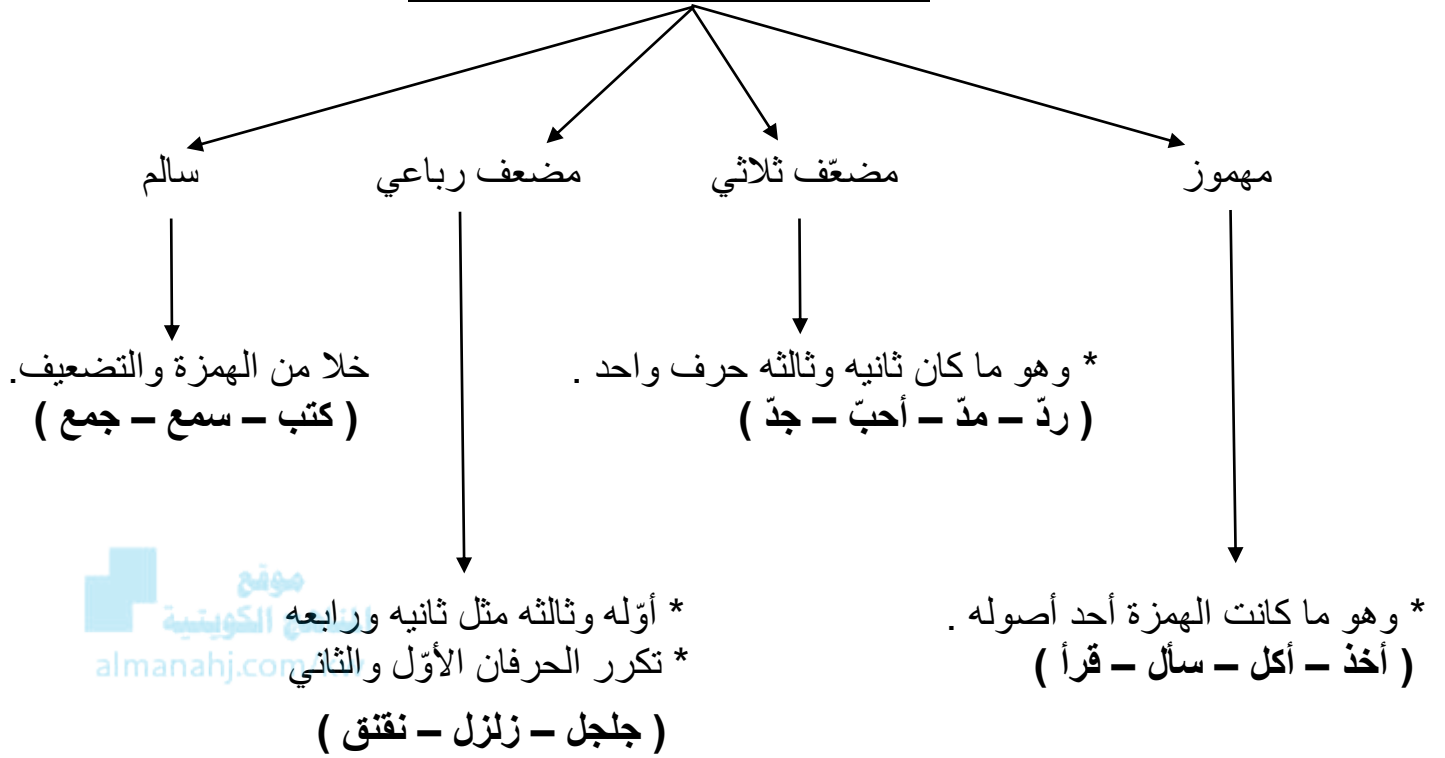 مهموز
مضعّف ثلاثي
مضعف رباعي
سالم
* وهو ما كان ثانيه وثالثه حرف واحد .
( ردّ – مدّ – أحبّ – جدّ )
خلا من الهمزة والتضعيف.
( كتب – سمع – جمع )
* وهو ما كانت الهمزة أحد أصوله .
( أخذ – أكل – سأل – قرأ )
* أوّله وثالثه مثل ثانيه ورابعه
* تكرر الحرفان الأوّل والثاني
( جلجل – زلزل – نقنق )
موقع
المناهج الكويتية
almanahj.com/kw